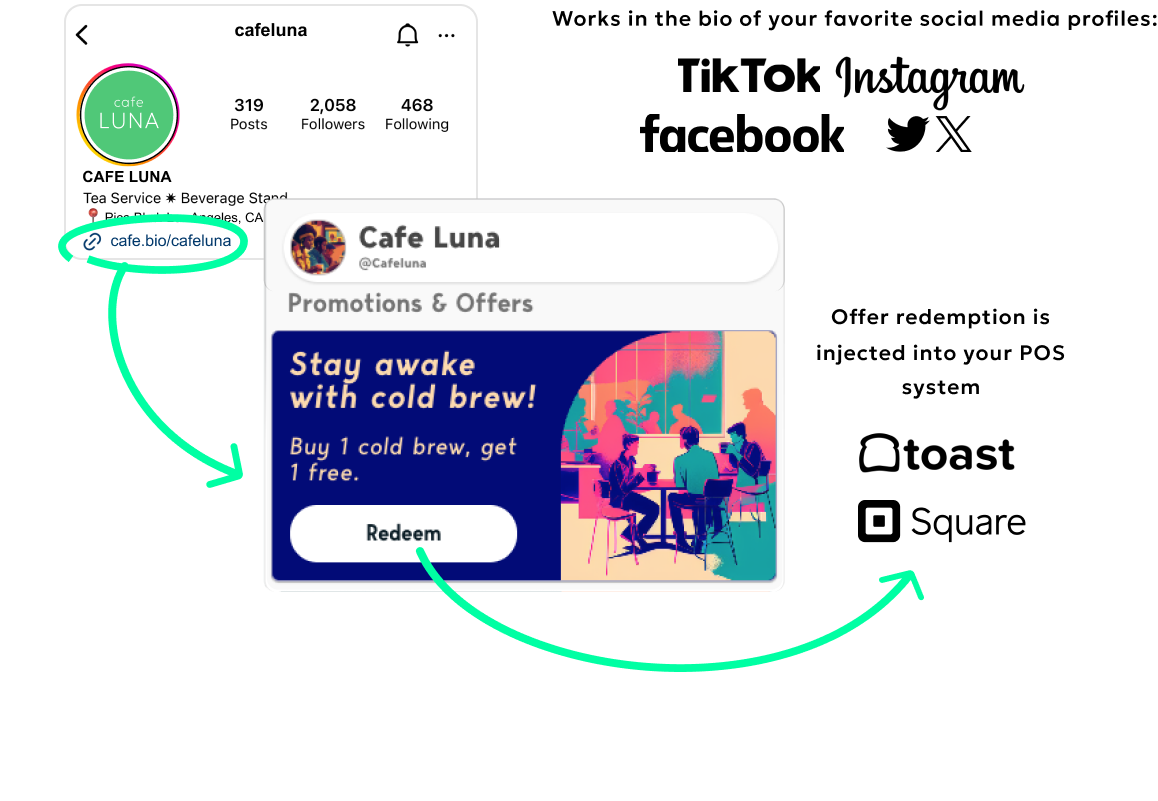 cafeluna
Works in the bio of your favorite social media profiles:
cafe
LUNA
319
Posts
2,058
Followers
468
Following
CAFE LUNA
Tea Service ✷ Beverage Stand
Angeles, CA
cafe.bio/cafeluna
TikTok Instagram
facebook
Cafe Luna
@Cafeluna
Promotions & Offers
Stay awake
with cold brew!
Buy 1 cold brew, get
1 free.
Redeem
Offer redemption is
injected into your POS
system
toast
Square